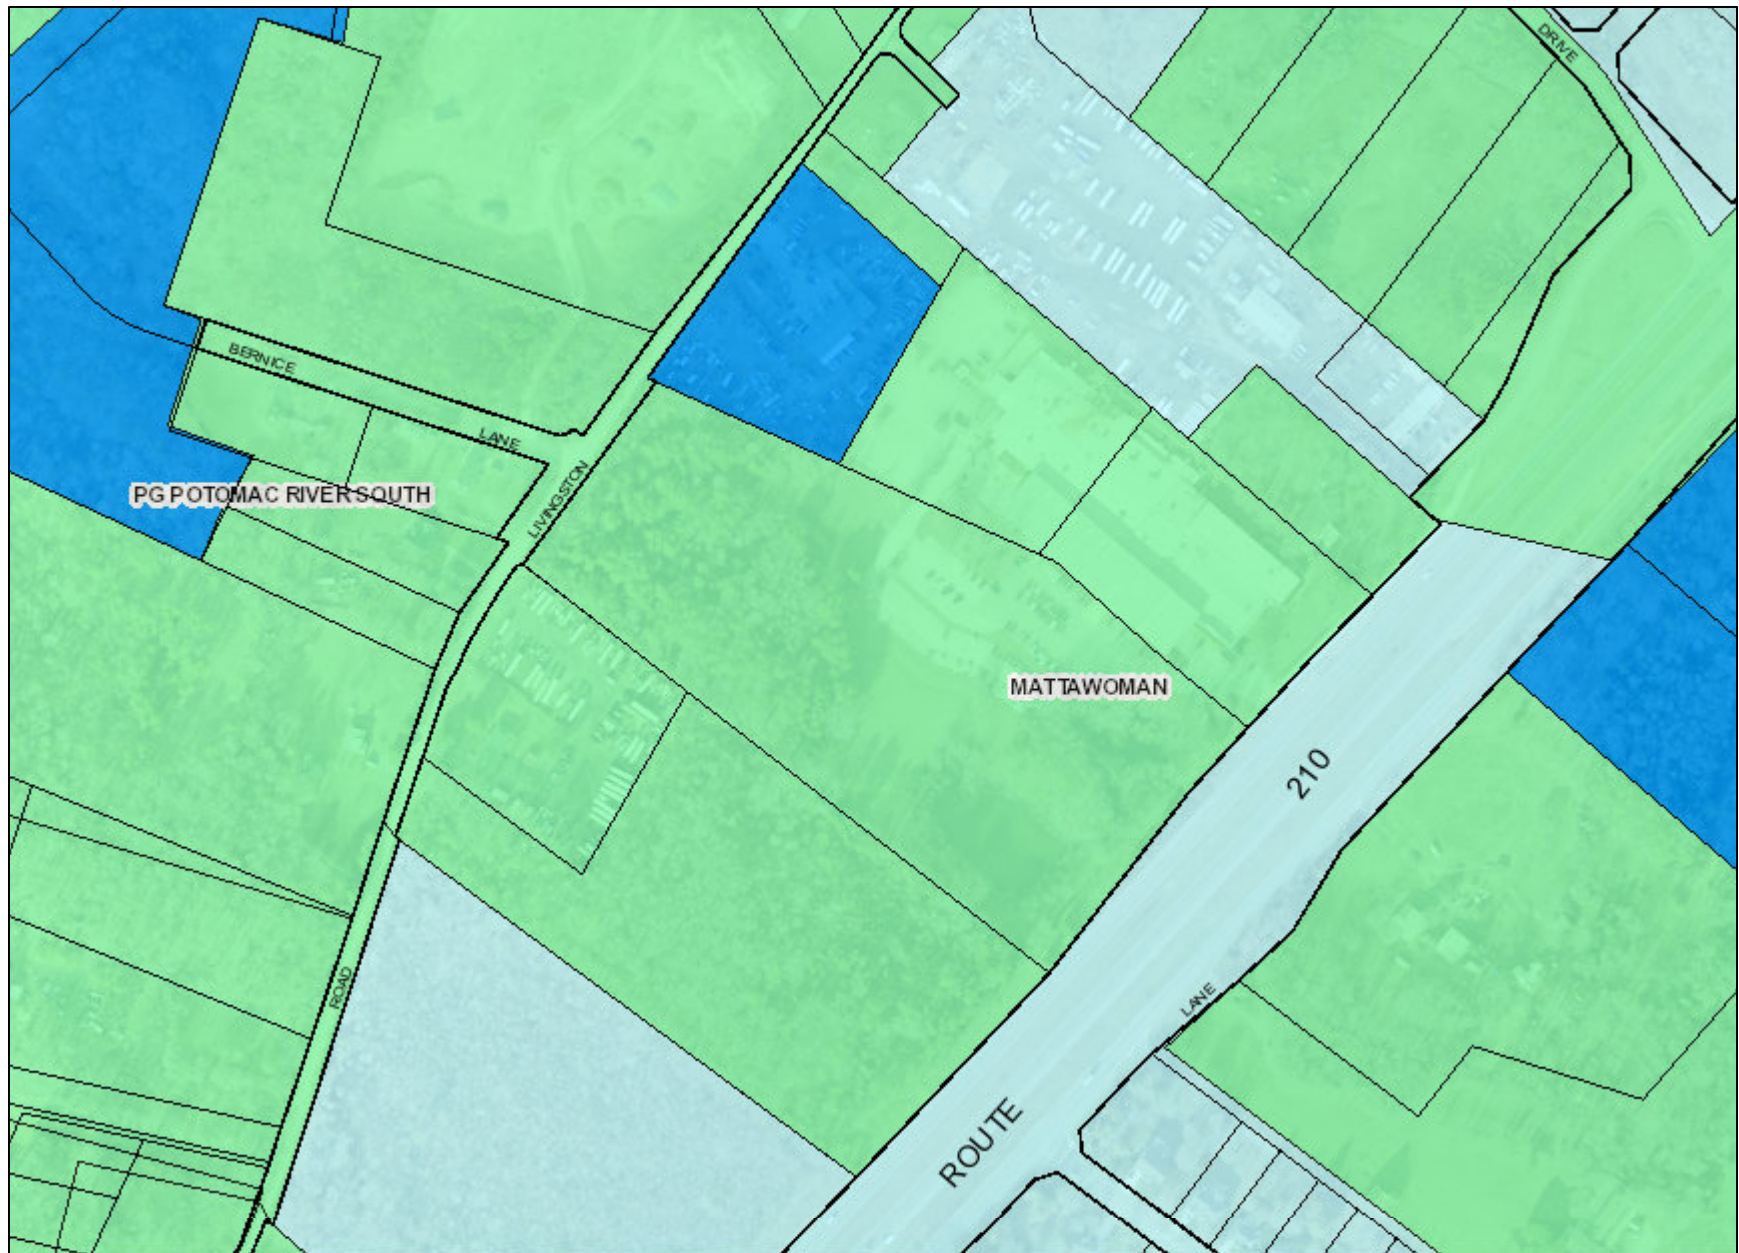 DRIVE
BERNICE
LANE
LIVINGSTON
PG POTOMAC RIVER SOUTH
MATTAWOMAN
210
ROAD
LANE
ROUTE